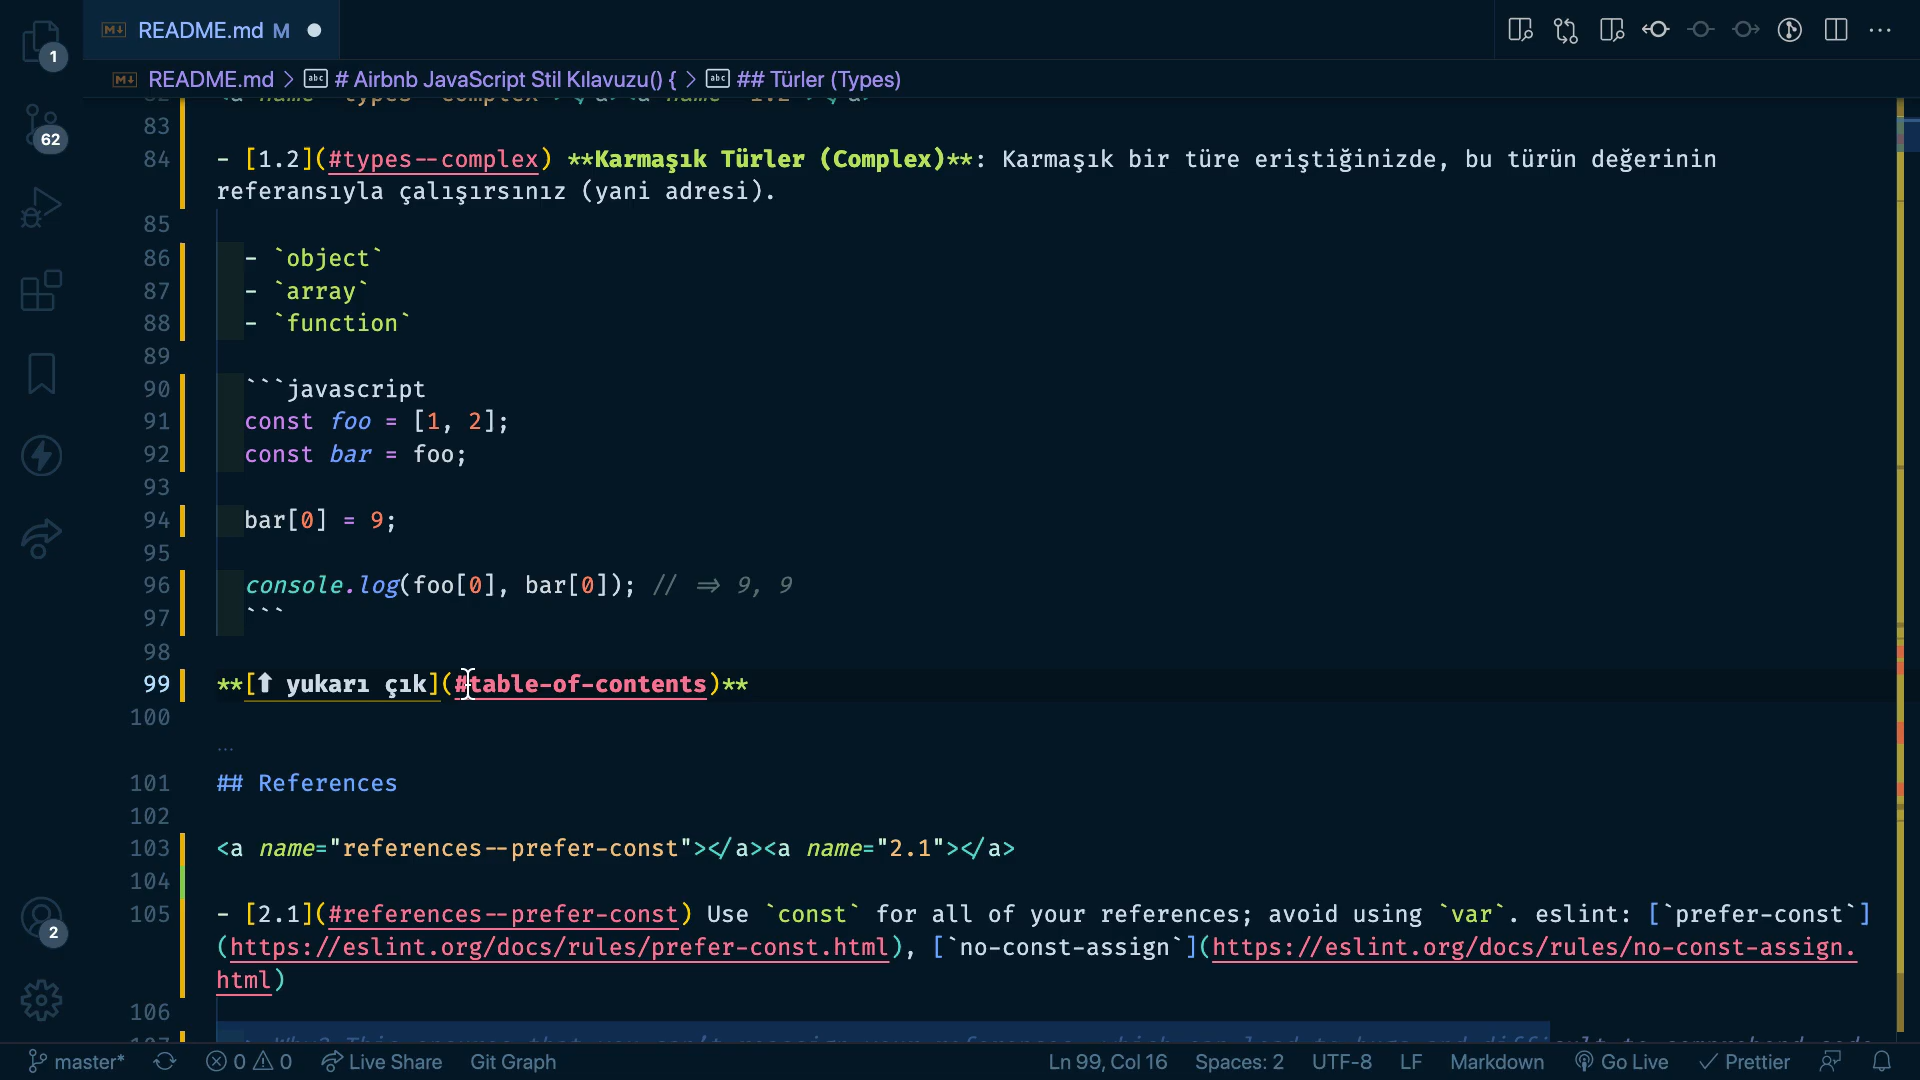 README.md M
README.md > # Airbnb JavaScript Stil Kılavuzu() { > ## Türler (Types)
1
62
2
83
84 - [1.2](#types--complex) **Karmaşık Türler (Complex)**: Karmaşık bir türe eriştiğinizde, bu türün değerinin
referansıyla çalışırsınız (yani adresi).
85
86 - `object`
87 - `array`
88 - `function`
89
90 ```javascript
91 const foo = [1, 2];
92 const bar = foo;
93
94 bar[0] = 9;
95
96 console.log(foo[0], bar[0]); // => 9, 9
97 ```
98
99 **[⬆ yukarı çık](#table-of-contents)**
100
...
101 ## References
102
103 <a name="references--prefer-const"></a><a name="2.1"></a>
104
105 - [2.1](#references--prefer-const) Use `const` for all of your references; avoid using `var`. eslint: [`prefer-const`]
(https://eslint.org/docs/rules/prefer-const.html), [`no-const-assign`](https://eslint.org/docs/rules/no-const-assign.
html)
106
master* 0 0 Live Share Git Graph Ln 99, Col 16 Spaces: 2 UTF-8 LF Markdown Go Live Prettier